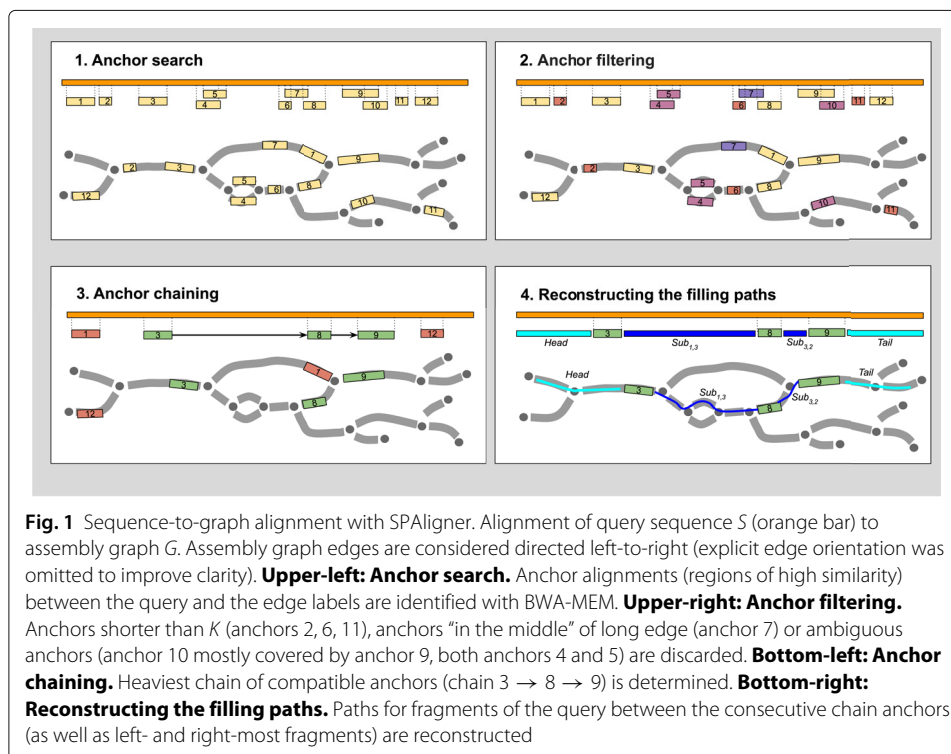 1. Anchor search
1 2 3 4 5 6 7 8 9 10 11 12
2 3 7 1 9
5 6 8
12 4 10 11
2. Anchor filtering
1 2 3 4 5 6 7 8 9 10 11 12
2 3 7 1 9
5 6 8
12 4 10 11
3. Anchor chaining
1 3 8 9 12
3 1 9
12 8
4. Reconstructing the filling paths
3 8 9
Head Sub1,3 Sub3,2 Tail
Head 3 Sub1,3 8 Sub3,2 9 Tail
Fig. 1 Sequence-to-graph alignment with SPAligner. Alignment of query sequence S (orange bar) to
assembly graph G. Assembly graph edges are considered directed left-to-right (explicit edge orientation was
omitted to improve clarity). Upper-left: Anchor search. Anchor alignments (regions of high similarity)
between the query and the edge labels are identified with BWA-MEM. Upper-right: Anchor filtering.
Anchors shorter than K (anchors 2, 6, 11), anchors “in the middle” of long edge (anchor 7) or ambiguous
anchors (anchor 10 mostly covered by anchor 9, both anchors 4 and 5) are discarded. Bottom-left: Anchor
chaining. Heaviest chain of compatible anchors (chain 3 → 8 → 9) is determined. Bottom-right:
Reconstructing the filling paths. Paths for fragments of the query between the consecutive chain anchors
(as well as left- and right-most fragments) are reconstructed